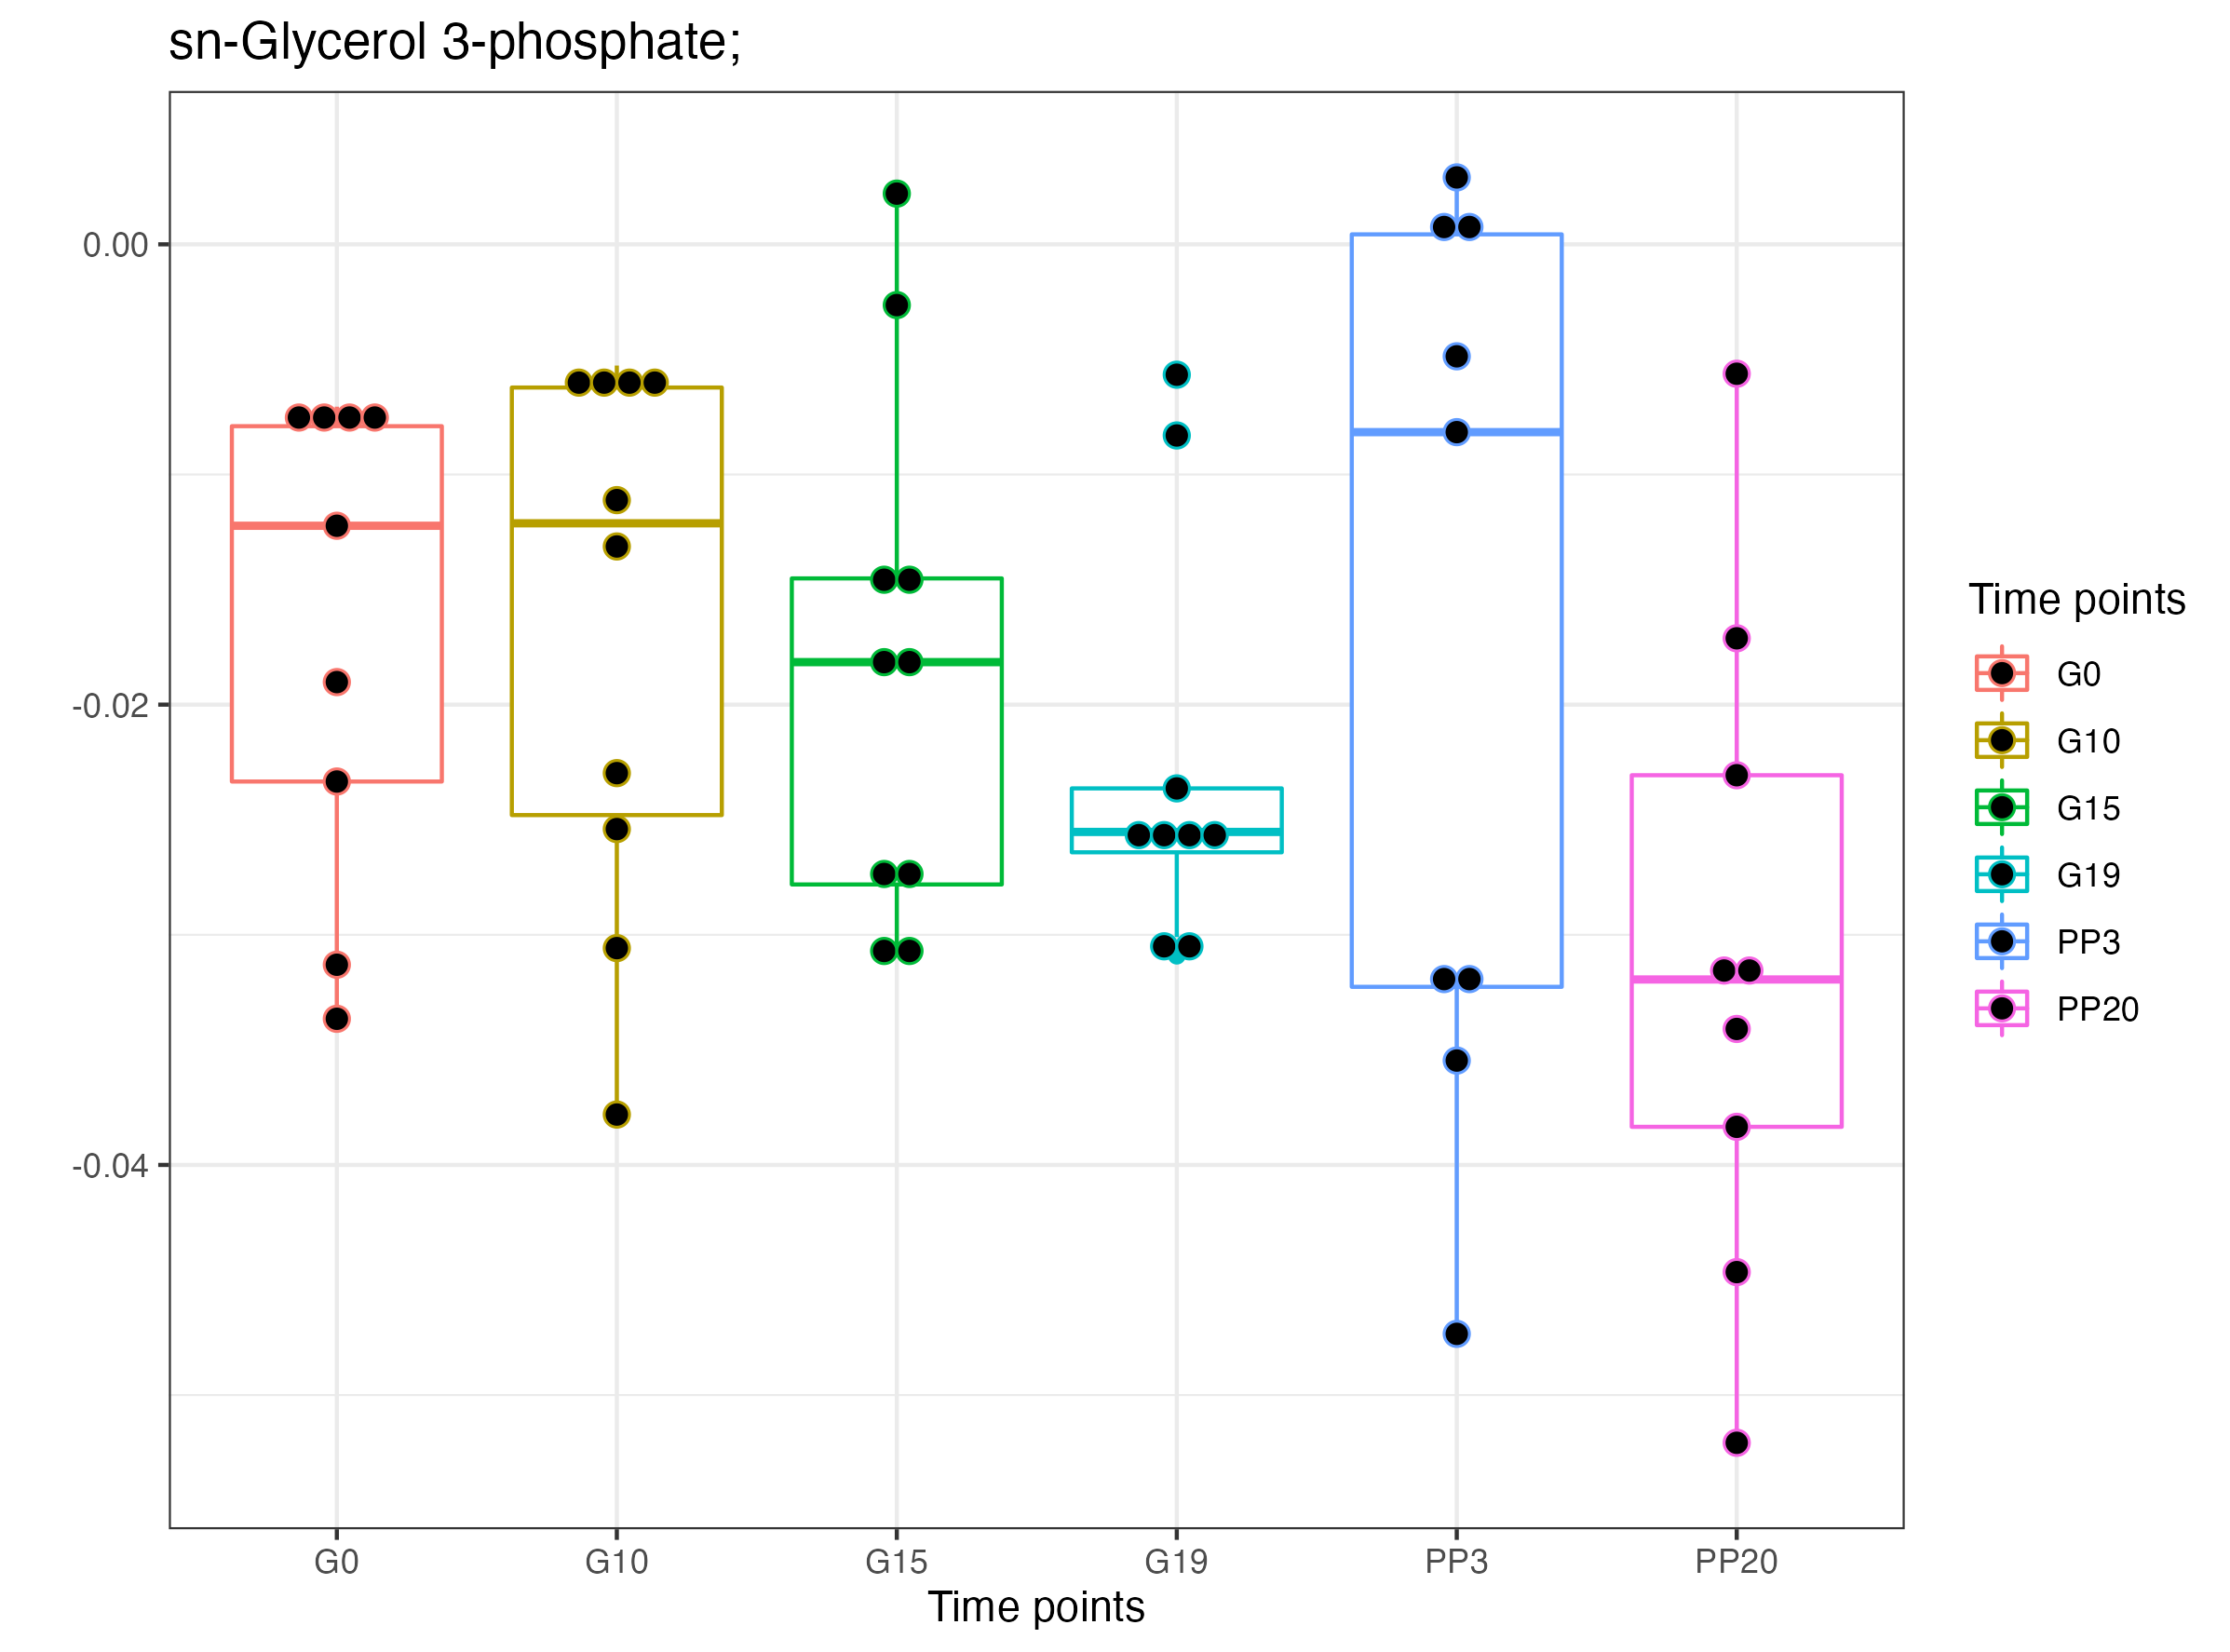 sn-Glycerol 3-phosphate;
0.00
-0.02
-0.04
G0 G10 G15 G19 PP3 PP20
Time points
Time points
G0
G10
G15
G19
PP3
PP20